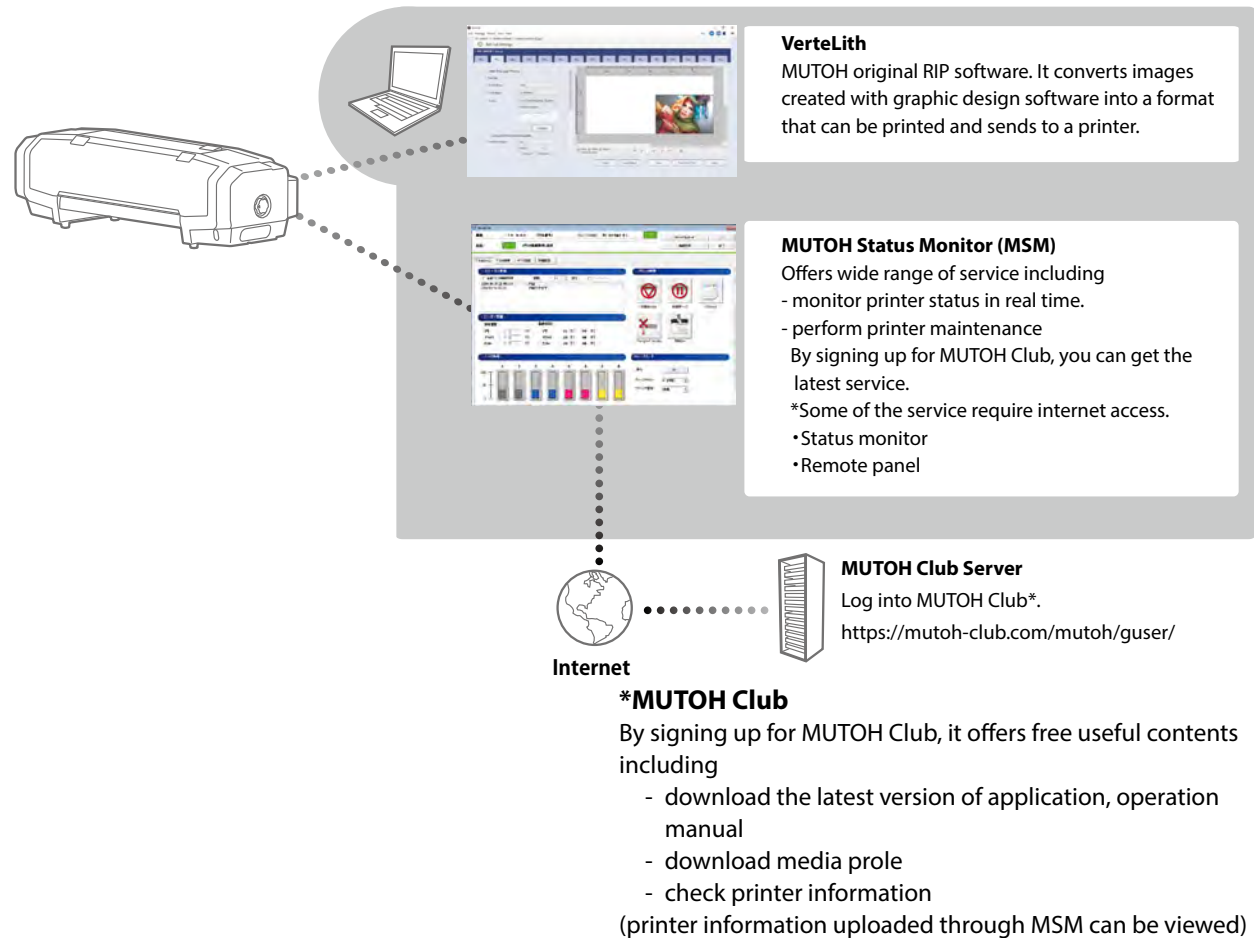 VerteLith
MUTOH original RIP software. It converts images
created with graphic design software into a format
that can be printed and sends to a printer.
MUTOH Status Monitor (MSM)
Offers wide range of service including
- monitor printer status in real time.
- perform printer maintenance
By signing up for MUTOH Club, you can get the
latest service.
*Some of the service require internet access.
・Status monitor
・Remote panel
MUTOH Club Server
Log into MUTOH Club*.
https://mutoh-club.com/mutoh/guser/
Internet
*MUTOH Club
By signing up for MUTOH Club, it offers free useful contents
including
- download the latest version of application, operation
manual
- download media prole
- check printer information
(printer information uploaded through MSM can be viewed)